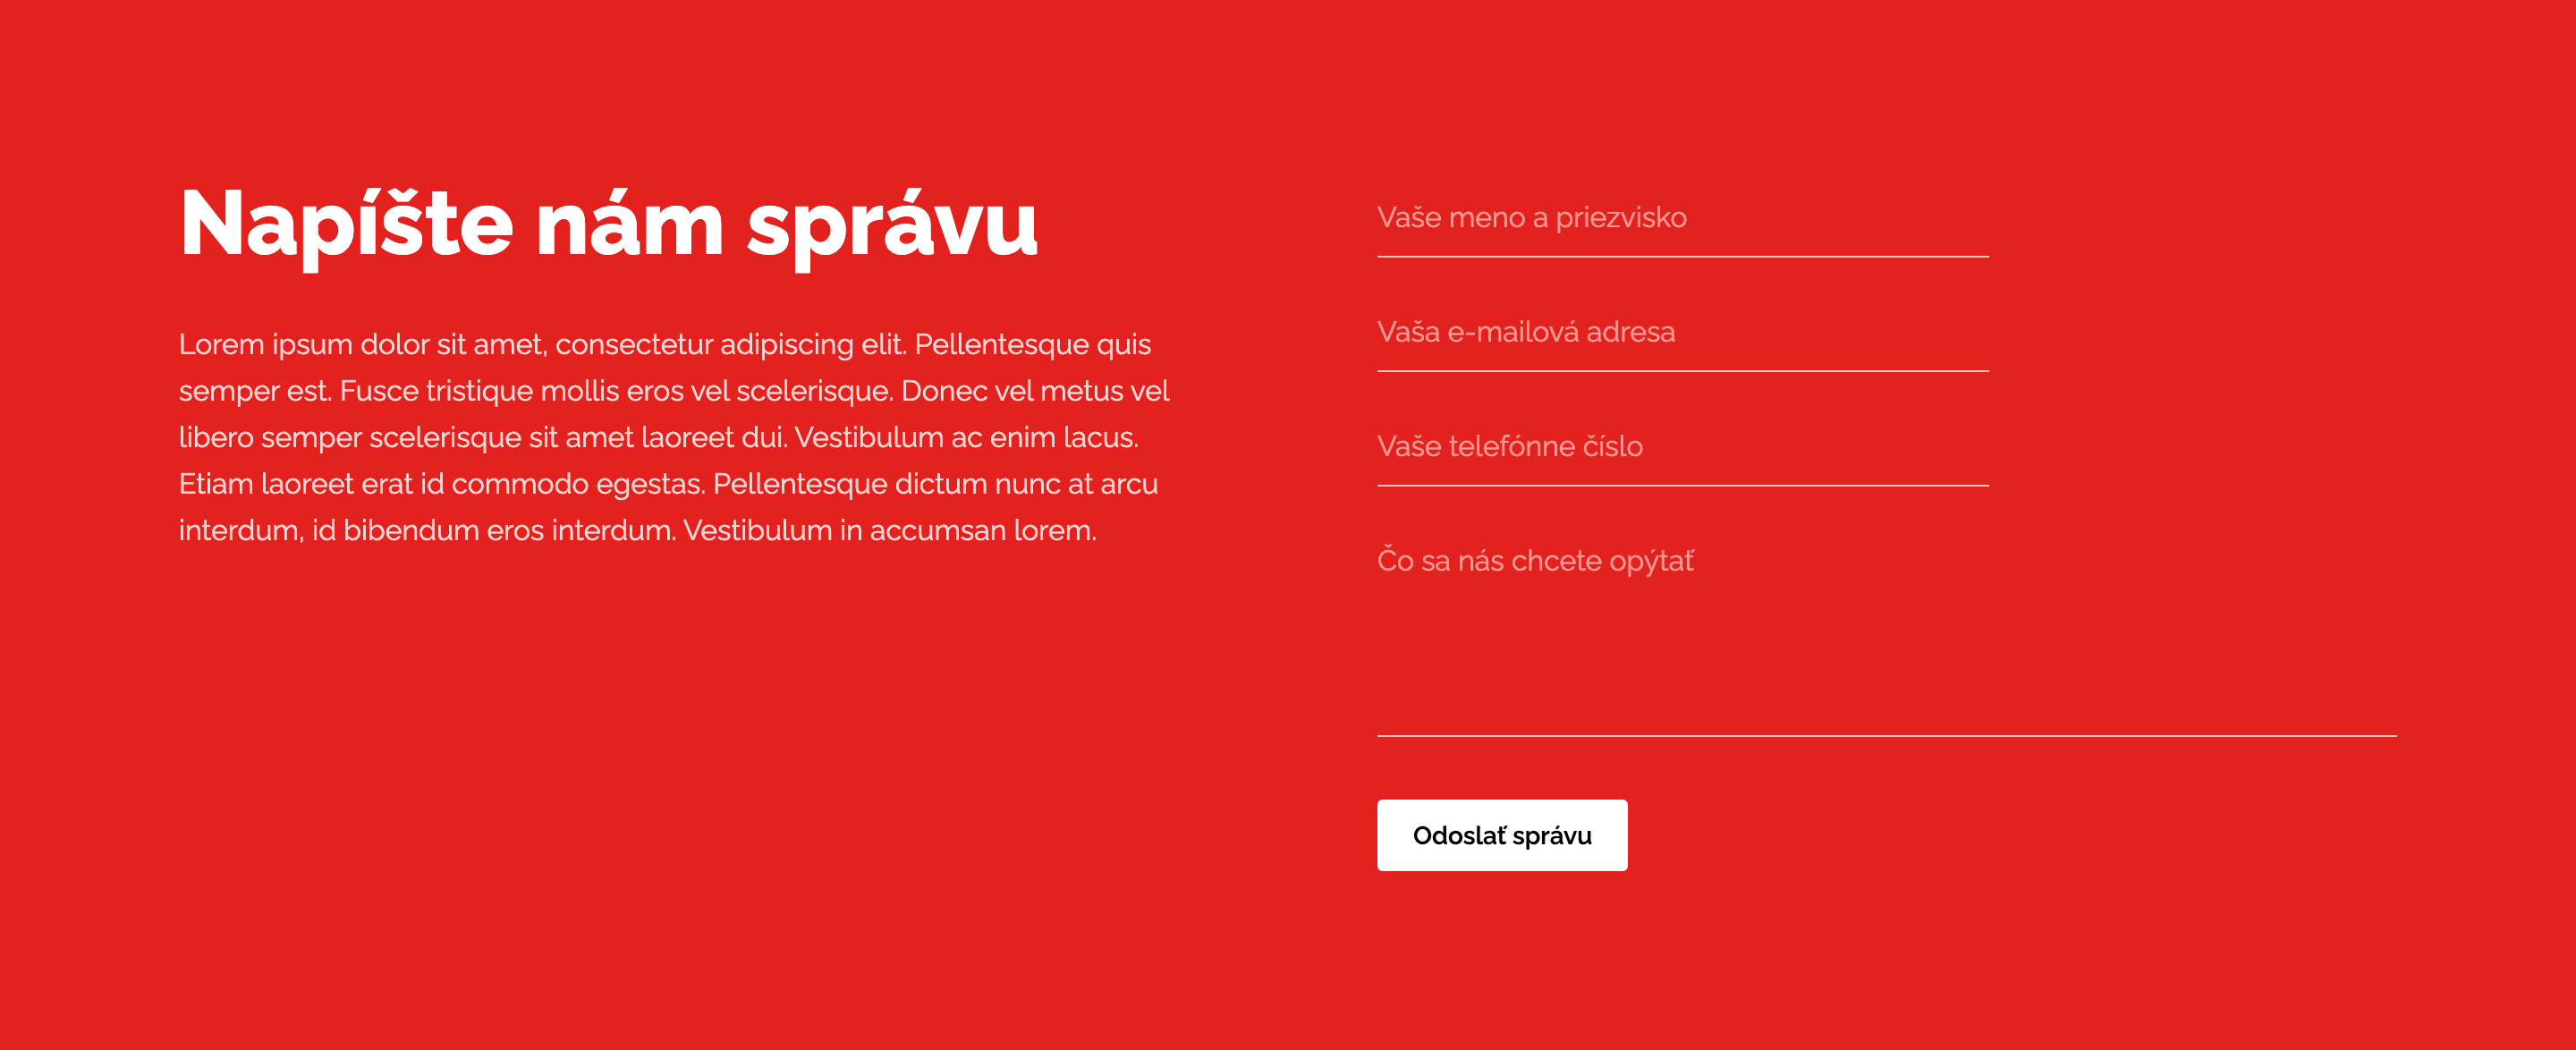 Napíšte nám správu
Lorem ipsum dolor sit amet, consectetur adipiscing elit. Pellentesque quis
semper est. Fusce tristique mollis eros vel scelerisque. Donec vel metus vel
libero semper scelerisque sit amet laoreet dui. Vestibulum ac enim lacus.
Etiam laoreet erat id commodo egestas. Pellentesque dictum nunc at arcu
interdum, id bibendum eros interdum. Vestibulum in accumsan lorem.
Vaše meno a priezvisko
Vaša e-mailová adresa
Vaše telefónne číslo
Čo sa nás chcete opýtať
Odoslať správu